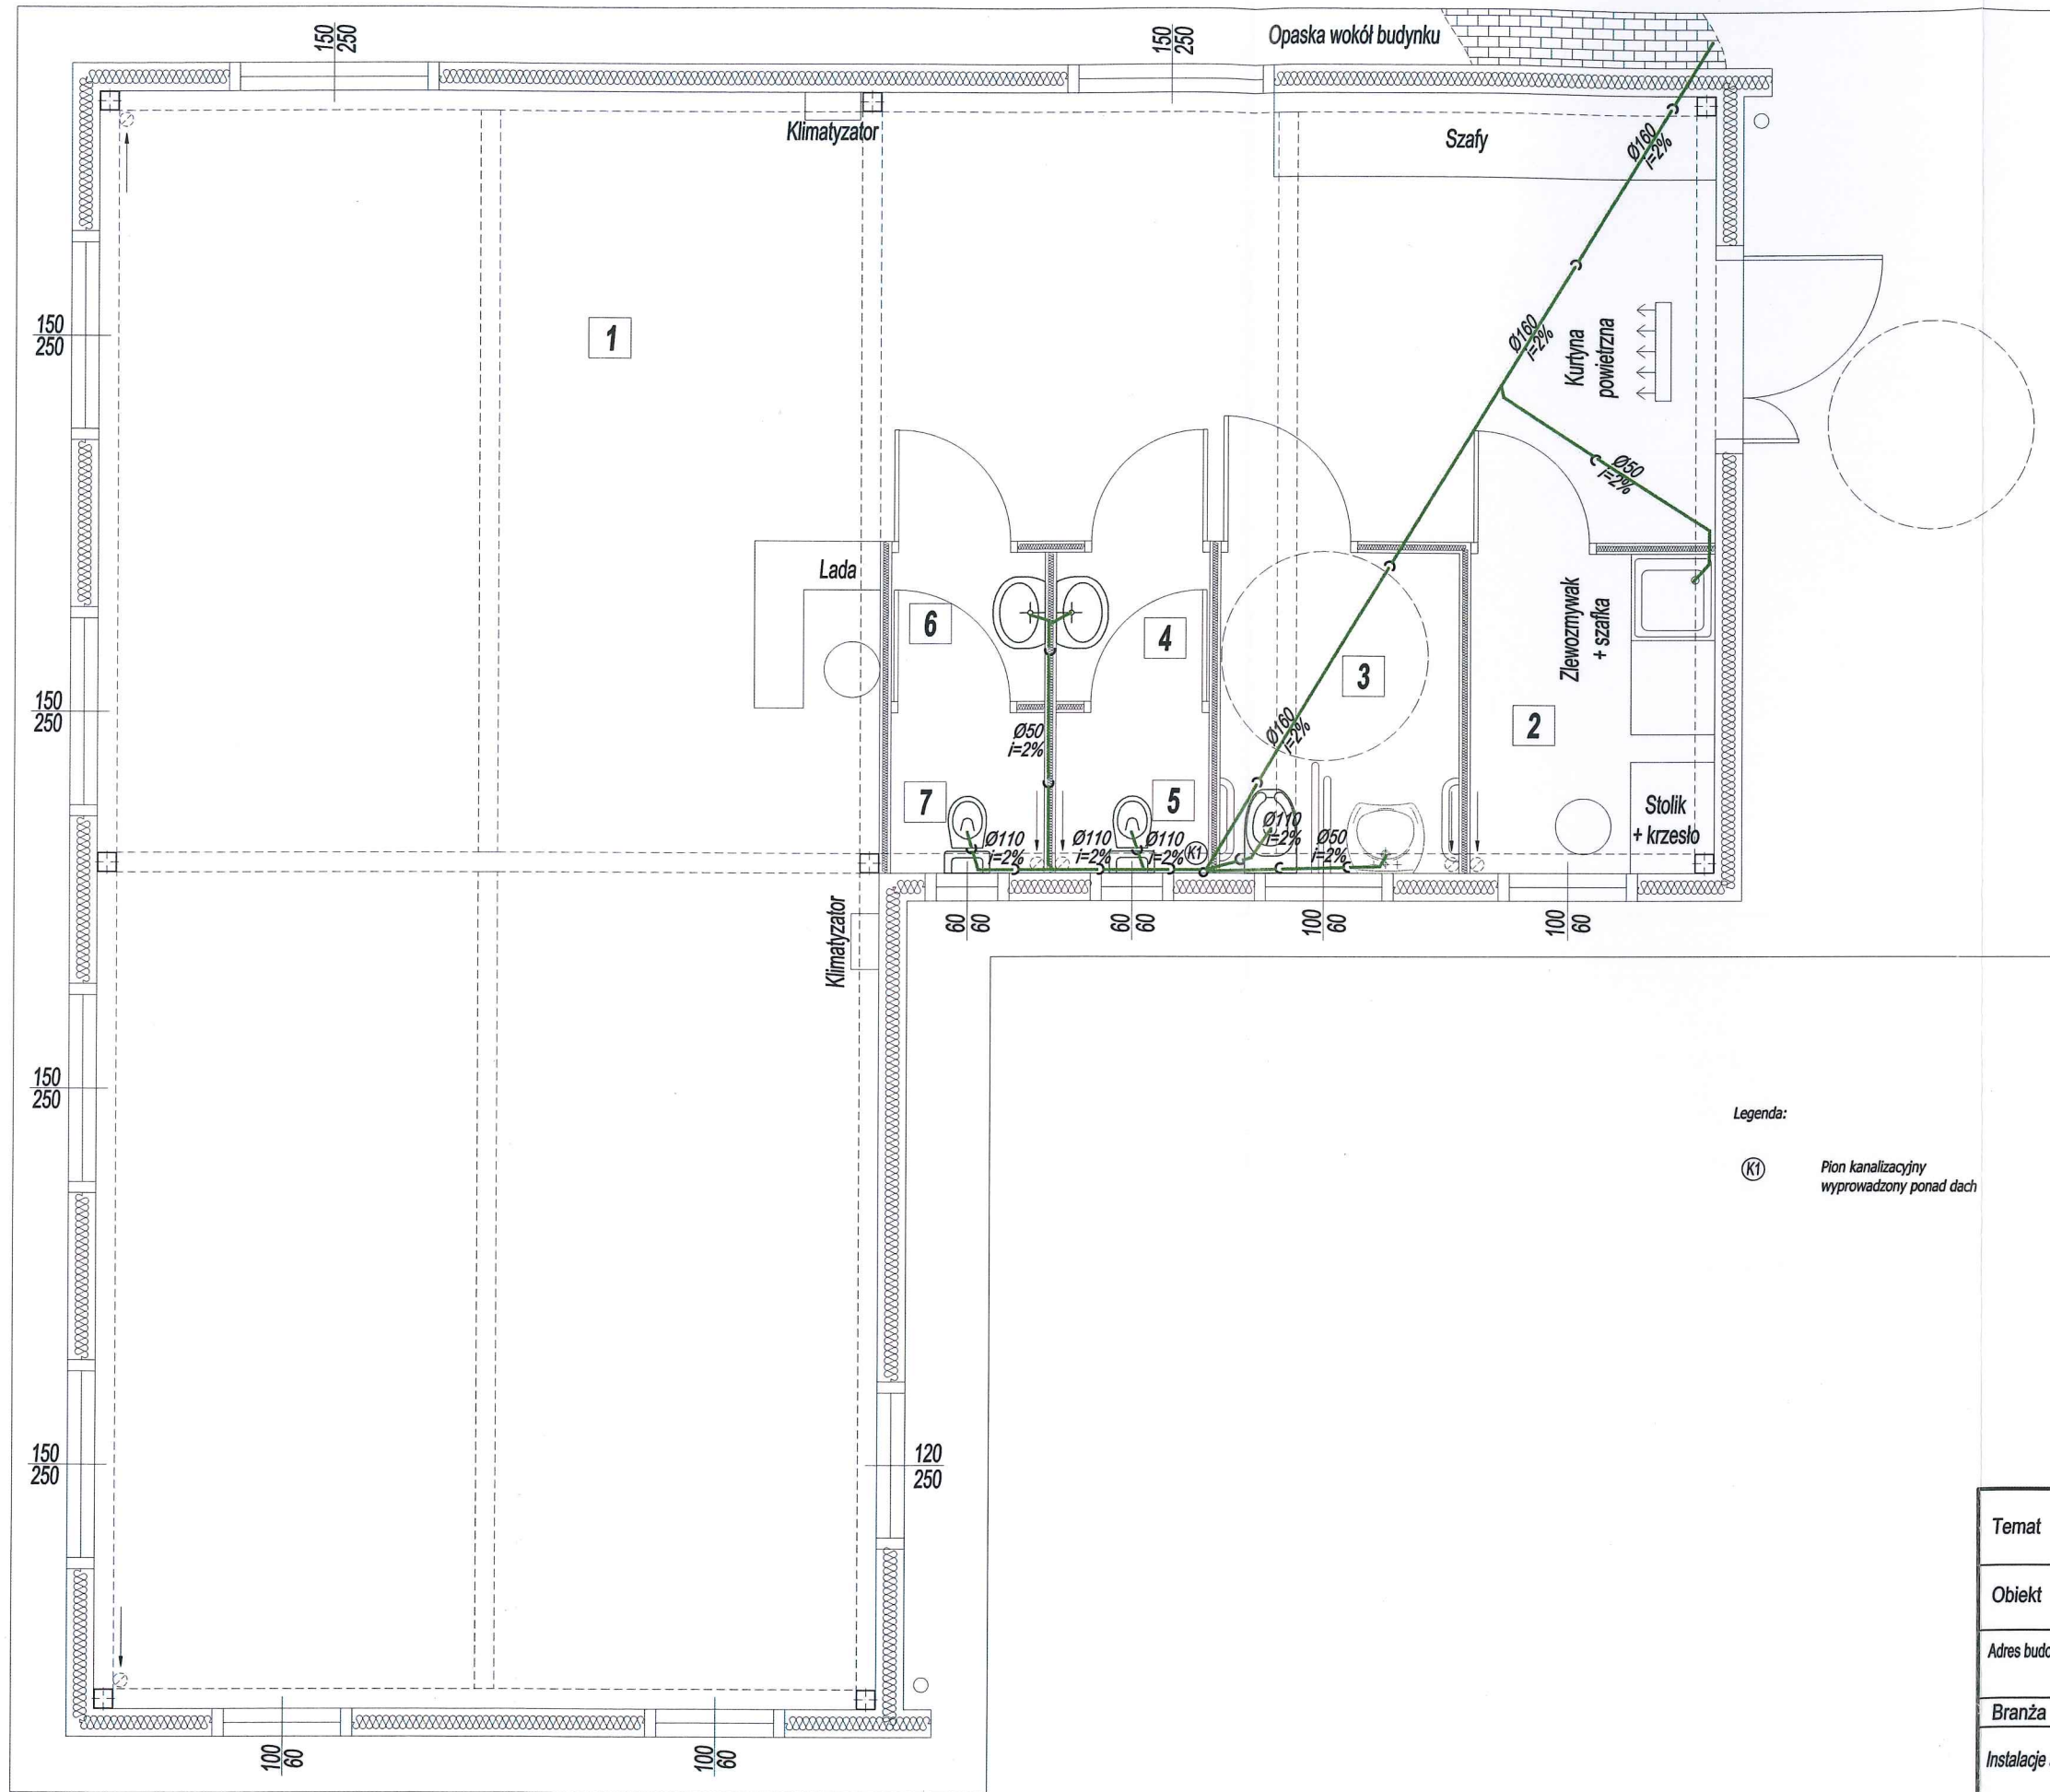 150
250
150
250
Opaska wokół budynku
Klimatyzator
Szafy
Ø160
i=2%
150
250
1
Ø160
i=2%
Kurtyna
powietrzna
Ø50
i=2%
Lada
6
4
3
Zlewozmywak
+ szafka
150
250
Ø50
i=2%
Ø160
i=2%
2
7
5
Stolik
+ krzesło
Ø110
i=2%
Ø110
i=2%
Ø110
i=2%
K1
Ø110
i=2%
Ø50
i=2%
Klimatyzator
60
60
60
60
100
60
100
60
150
250
Legenda:
K1
Pion kanalizacyjny
wyprowadzony ponad dach
150
250
120
250
Temat
Obiekt
Adres budo
Branża
Instalacje
100
60
100
60